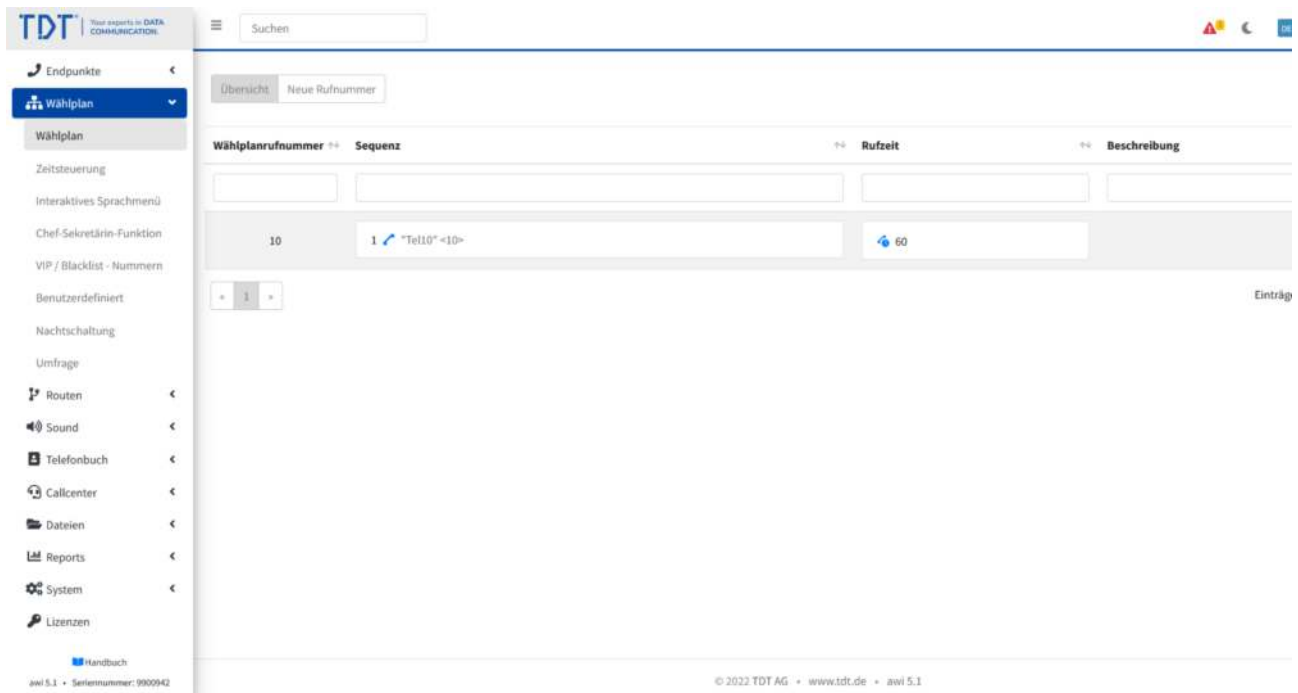 TDT Your experts in DATA
COMMUNICATION.
Suchen
DE
Endpunkte
Wählplan
Wählplan
Zeitsteuerung
Interaktives Sprachmenü
Chef-Sekretärin-Funktion
VIP / Blacklist - Nummern
Benutzerdefiniert
Nachtschaltung
Umfrage
Routen
Sound
Telefonbuch
Callcenter
Dateien
Reports
System
Lizenzen
Handbuch
awi 5.1 • Seriennummer: 9900942
Übersicht Neue Rufnummer
Wählplanrufnummer Sequenz Rufzeit Beschreibung
10 1 "Tel10" <10> 60
« 1 »
Einträge
© 2022 TDT AG • www.tdt.de • awi 5.1